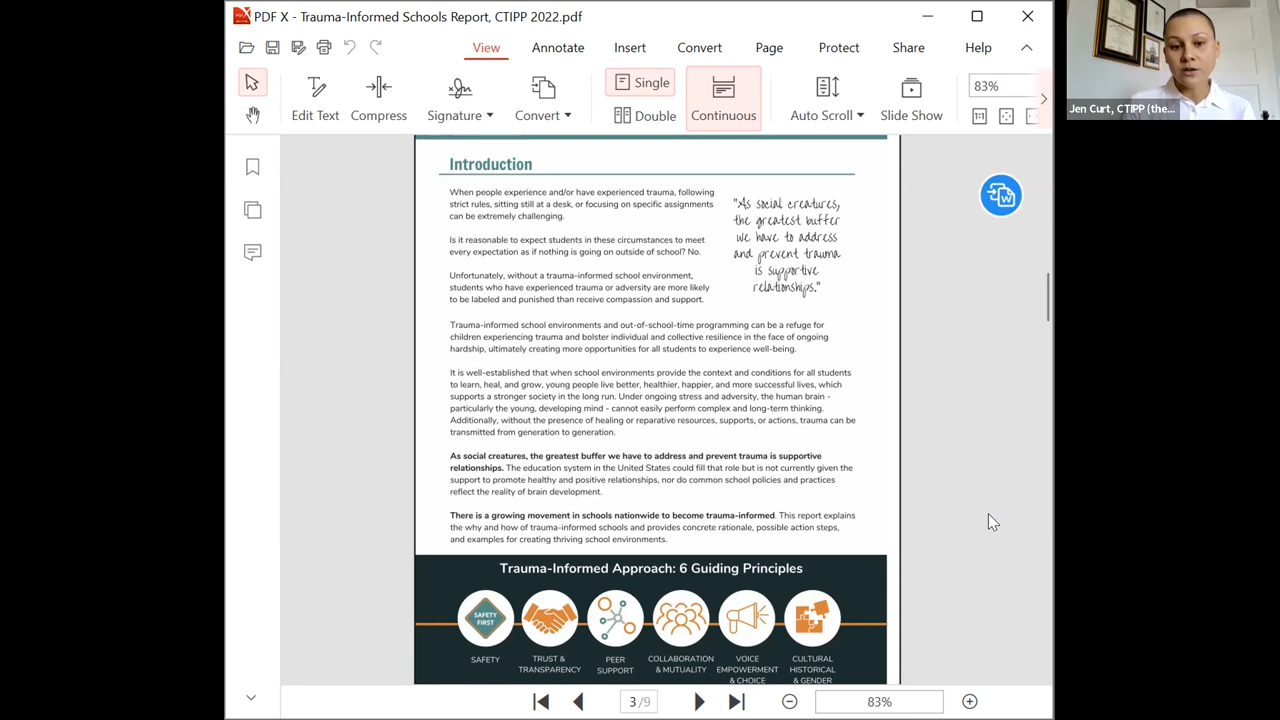 PDF X - Trauma-Informed Schools Report, CTIPP 2022.pdf
View Annotate Insert Convert Page Protect Share Help
Edit Text Compress Signature Convert Single Double Continuous Auto Scroll Slide Show 83%
Jen Curt, CTIPP (the...
Introduction
When people experience and/or have experienced trauma, following
strict rules, sitting still at a desk, or focusing on specific assignments
can be extremely challenging.
Is it reasonable to expect students in these circumstances to meet
every expectation as if nothing is going on outside of school? No.
Unfortunately, without a trauma-informed school environment,
students who have experienced trauma or adversity are more likely
to be labeled and punished than receive compassion and support.
"As social creatures,
the greatest buffer
we have to address
and prevent trauma
is supportive
relationships."
Trauma-informed school environments and out-of-school-time programming can be a refuge for
children experiencing trauma and bolster individual and collective resilience in the face of ongoing
hardship, ultimately creating more opportunities for all students to experience well-being.
It is well-established that when school environments provide the context and conditions for all students
to learn, heal, and grow, young people live better, healthier, happier, and more successful lives, which
supports a stronger society in the long run. Under ongoing stress and adversity, the human brain -
particularly the young, developing mind - cannot easily perform complex and long-term thinking.
Additionally, without the presence of healing or reparative resources, supports, or actions, trauma can be
transmitted from generation to generation.
As social creatures, the greatest buffer we have to address and prevent trauma is supportive
relationships. The education system in the United States could fill that role but is not currently given the
support to promote healthy and positive relationships, nor do common school policies and practices
reflect the reality of brain development.
There is a growing movement in schools nationwide to become trauma-informed. This report explains
the why and how of trauma-informed schools and provides concrete rationale, possible action steps,
and examples for creating thriving school environments.
Trauma-Informed Approach: 6 Guiding Principles
SAFETY
FIRST
SAFETY
TRUST &
TRANSPARENCY
PEER
SUPPORT
COLLABORATION
& MUTUALITY
VOICE
EMPOWERMENT
& CHOICE
CULTURAL
HISTORICAL
& GENDER
3 /9
83%